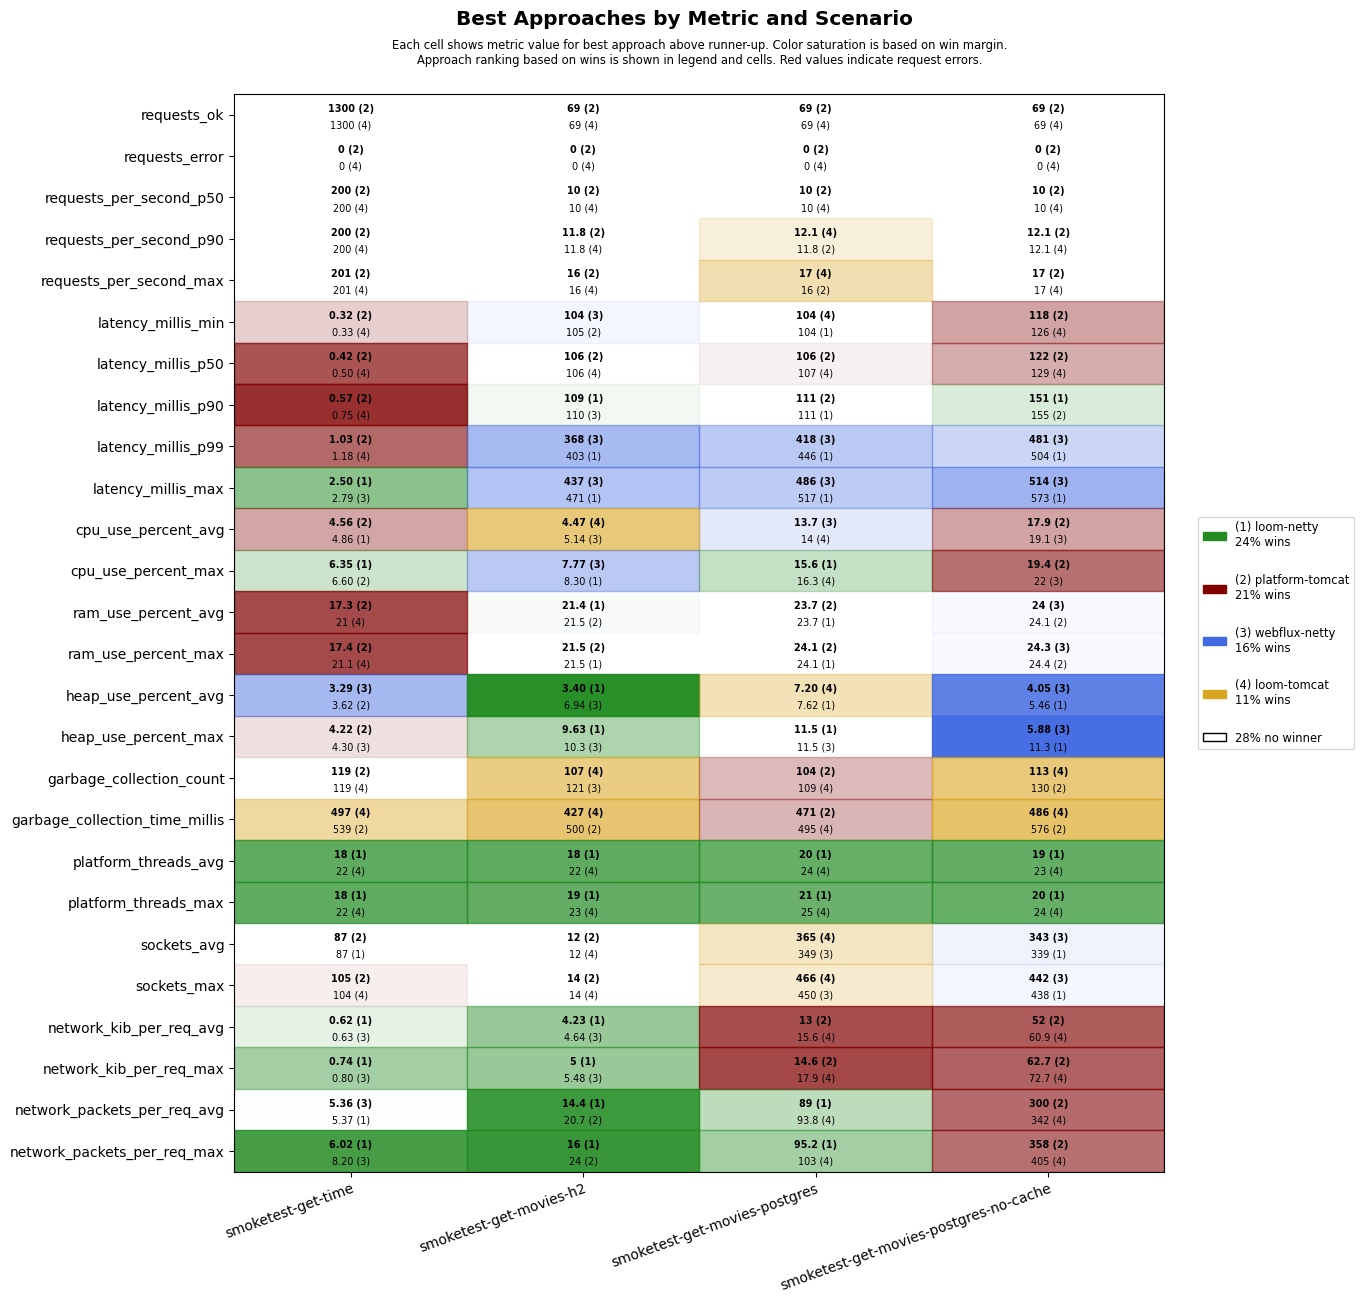 Best Approaches by Metric and Scenario
Each cell shows metric value for best approach above runner-up. Color saturation is based on win margin.
Approach ranking based on wins is shown in legend and cells. Red values indicate request errors.
requests_ok
1300 (2) 69 (2) 69 (2) 69 (2)
1300 (4) 69 (4) 69 (4) 69 (4)
requests_error
0 (2) 0 (2) 0 (2) 0 (2)
0 (4) 0 (4) 0 (4) 0 (4)
requests_per_second_p50
200 (2) 10 (2) 10 (2) 10 (2)
200 (4) 10 (4) 10 (4) 10 (4)
requests_per_second_p90
200 (2) 11.8 (2) 12.1 (4) 12.1 (2)
200 (4) 11.8 (4) 11.8 (2) 12.1 (4)
requests_per_second_max
201 (2) 16 (2) 17 (4) 17 (2)
201 (4) 16 (4) 16 (2) 17 (4)
latency_millis_min
0.32 (2) 104 (3) 104 (4) 118 (2)
0.33 (4) 105 (2) 104 (1) 126 (4)
latency_millis_p50
0.42 (2) 106 (2) 106 (2) 122 (2)
0.50 (4) 106 (4) 107 (4) 129 (4)
latency_millis_p90
0.57 (2) 109 (1) 111 (2) 151 (1)
0.75 (4) 110 (3) 111 (1) 155 (2)
latency_millis_p99
1.03 (2) 368 (3) 418 (3) 481 (3)
1.18 (4) 403 (1) 446 (1) 504 (1)
latency_millis_max
2.50 (1) 437 (3) 486 (3) 514 (3)
2.79 (3) 471 (1) 517 (1) 573 (1)
cpu_use_percent_avg
4.56 (2) 4.47 (4) 13.7 (3) 17.9 (2)
4.86 (1) 5.14 (3) 14 (4) 19.1 (3)
cpu_use_percent_max
6.35 (1) 7.77 (3) 15.6 (1) 19.4 (2)
6.60 (2) 8.30 (1) 16.3 (4) 22 (3)
ram_use_percent_avg
17.3 (2) 21.4 (1) 23.7 (2) 24 (3)
21 (4) 21.5 (2) 23.7 (1) 24.1 (2)
ram_use_percent_max
17.4 (2) 21.5 (2) 24.1 (2) 24.3 (3)
21.1 (4) 21.5 (1) 24.1 (1) 24.4 (2)
heap_use_percent_avg
3.29 (3) 3.40 (1) 7.20 (4) 4.05 (3)
3.62 (2) 6.94 (3) 7.62 (1) 5.46 (1)
heap_use_percent_max
4.22 (2) 9.63 (1) 11.5 (1) 5.88 (3)
4.30 (3) 10.3 (3) 11.5 (3) 11.3 (1)
garbage_collection_count
119 (2) 107 (4) 104 (2) 113 (4)
119 (4) 121 (3) 109 (4) 130 (2)
garbage_collection_time_millis
497 (4) 427 (4) 471 (2) 486 (4)
539 (2) 500 (2) 495 (4) 576 (2)
platform_threads_avg
18 (1) 18 (1) 20 (1) 19 (1)
22 (4) 22 (4) 24 (4) 23 (4)
platform_threads_max
18 (1) 19 (1) 21 (1) 20 (1)
22 (4) 23 (4) 25 (4) 24 (4)
sockets_avg
87 (2) 12 (2) 365 (4) 343 (3)
87 (1) 12 (4) 349 (3) 339 (1)
sockets_max
105 (2) 14 (2) 466 (4) 442 (3)
104 (4) 14 (4) 450 (3) 438 (1)
network_kib_per_req_avg
0.62 (1) 4.23 (1) 13 (2) 52 (2)
0.63 (3) 4.64 (3) 15.6 (4) 60.9 (4)
network_kib_per_req_max
0.74 (1) 5 (1) 14.6 (2) 62.7 (2)
0.80 (3) 5.48 (3) 17.9 (4) 72.7 (4)
network_packets_per_req_avg
5.36 (3) 14.4 (1) 89 (1) 300 (2)
5.37 (1) 20.7 (2) 93.8 (4) 342 (4)
network_packets_per_req_max
6.02 (1) 16 (1) 95.2 (1) 358 (2)
8.20 (3) 24 (2) 103 (4) 405 (4)
smoketest-get-time
smoketest-get-movies-h2
smoketest-get-movies-postgres
smoketest-get-movies-postgres-no-cache
(1) loom-netty
24% wins
(2) platform-tomcat
21% wins
(3) webflux-netty
16% wins
(4) loom-tomcat
11% wins
28% no winner